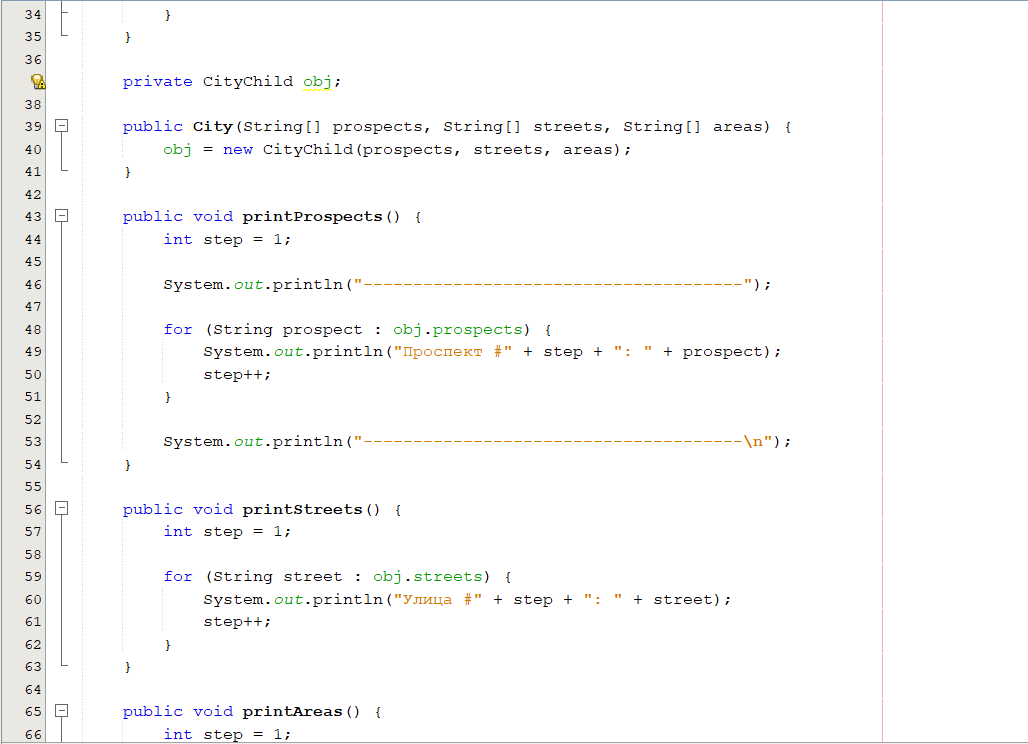 34 }
35 }
36
private CityChild obj;
38
39 public City(String[] prospects, String[] streets, String[] areas) {
40 obj = new CityChild(prospects, streets, areas);
41 }
42
43 public void printProspects() {
44 int step = 1;
45
46 System.out.println("--------------------------------------");
47
48 for (String prospect : obj.prospects) {
49 System.out.println("Проспект #" + step + ": " + prospect);
50 step++;
51 }
52
53 System.out.println("--------------------------------------\n");
54 }
55
56 public void printStreets() {
57 int step = 1;
58
59 for (String street : obj.streets) {
60 System.out.println("Улица #" + step + ": " + street);
61 step++;
62 }
63 }
64
65 public void printAreas() {
66 int step = 1;